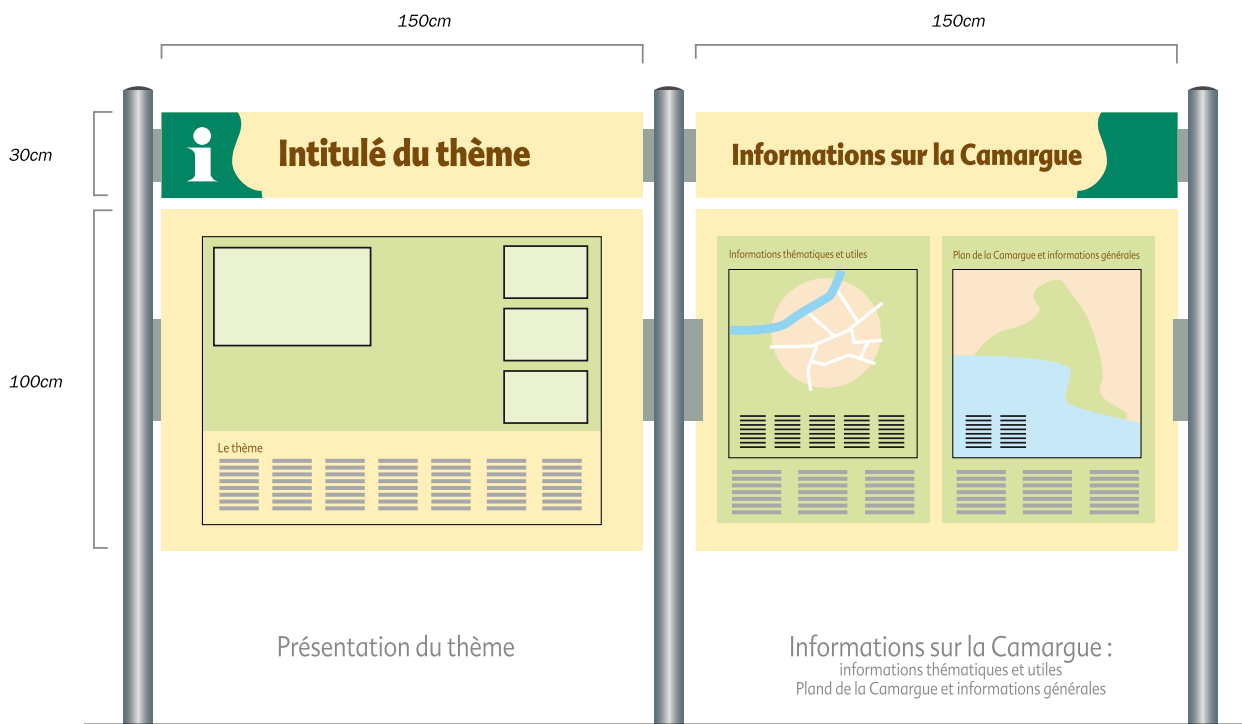 150cm
150cm
30cm
i
Intitulé du thème
Informations sur la Camargue
100cm
Informations thématiques et utiles
Plan de la Camargue et informations générales
Le thème
Présentation du thème
Informations sur la Camargue :
informations thématiques et utiles
Pland de la Camargue et informations générales